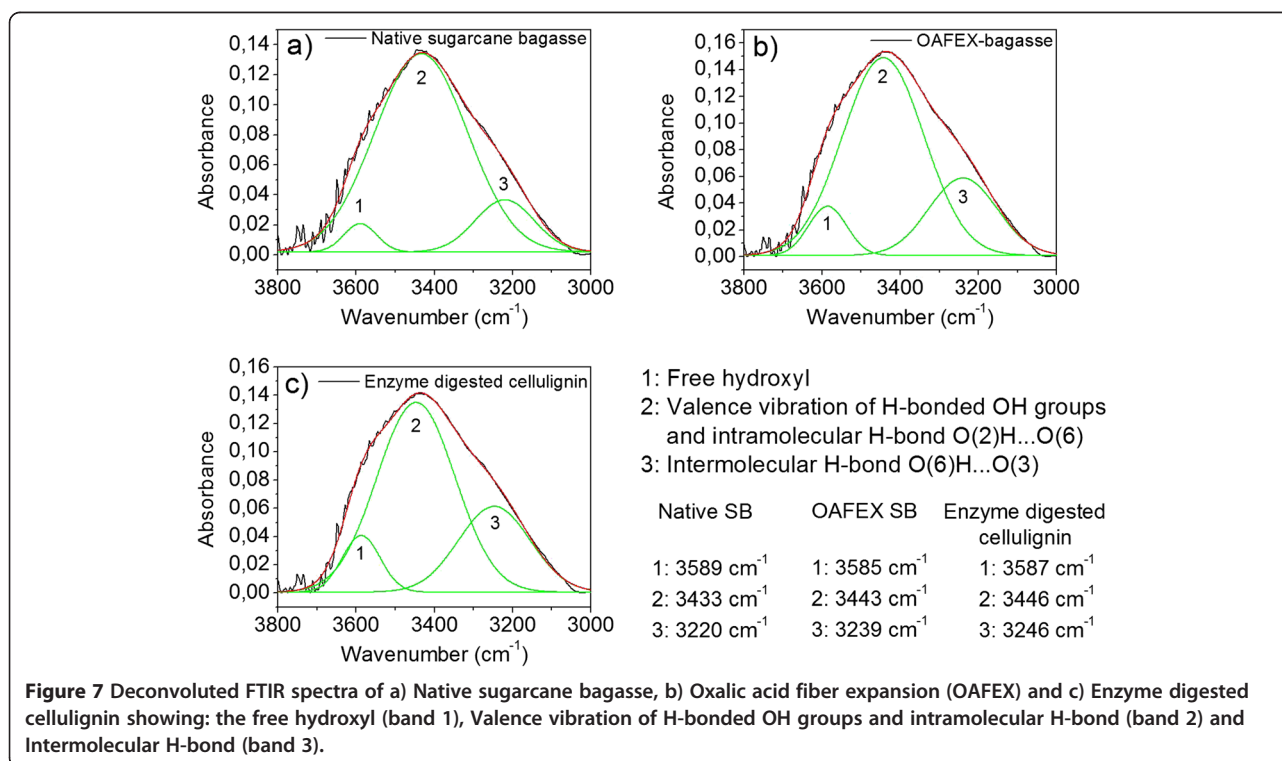 a)
Native sugarcane bagasse
0,14
0,12
0,10
0,08
0,06
0,04
0,02
0,00
Absorbance
1
2
3
3800 3600 3400 3200 3000
Wavenumber (cm⁻¹)
b)
OAFEX-bagasse
0,16
0,14
0,12
0,10
0,08
0,06
0,04
0,02
0,00
Absorbance
1
2
3
3800 3600 3400 3200 3000
Wavenumber (cm⁻¹)
c)
Enzyme digested cellulignin
0,16
0,14
0,12
0,10
0,08
0,06
0,04
0,02
0,00
Absorbance
1
2
3
3800 3600 3400 3200 3000
Wavenumber (cm⁻¹)
1: Free hydroxyl
2: Valence vibration of H-bonded OH groups
and intramolecular H-bond O(2)H...O(6)
3: Intermolecular H-bond O(6)H...O(3)
Native SB OAFEX SB Enzyme digested
cellulignin
1: 3589 cm⁻¹ 1: 3585 cm⁻¹ 1: 3587 cm⁻¹
2: 3433 cm⁻¹ 2: 3443 cm⁻¹ 2: 3446 cm⁻¹
3: 3220 cm⁻¹ 3: 3239 cm⁻¹ 3: 3246 cm⁻¹
Figure 7 Deconvoluted FTIR spectra of a) Native sugarcane bagasse, b) Oxalic acid fiber expansion (OAFEX) and c) Enzyme digested
cellulignin showing: the free hydroxyl (band 1), Valence vibration of H-bonded OH groups and intramolecular H-bond (band 2) and
Intermolecular H-bond (band 3).